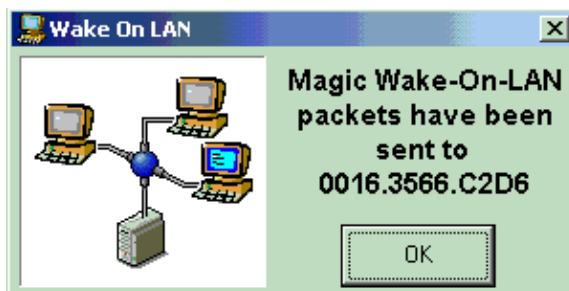 Wake On LAN
Magic Wake-On-LAN
packets have been
sent to
0016.3566.C2D6
OK